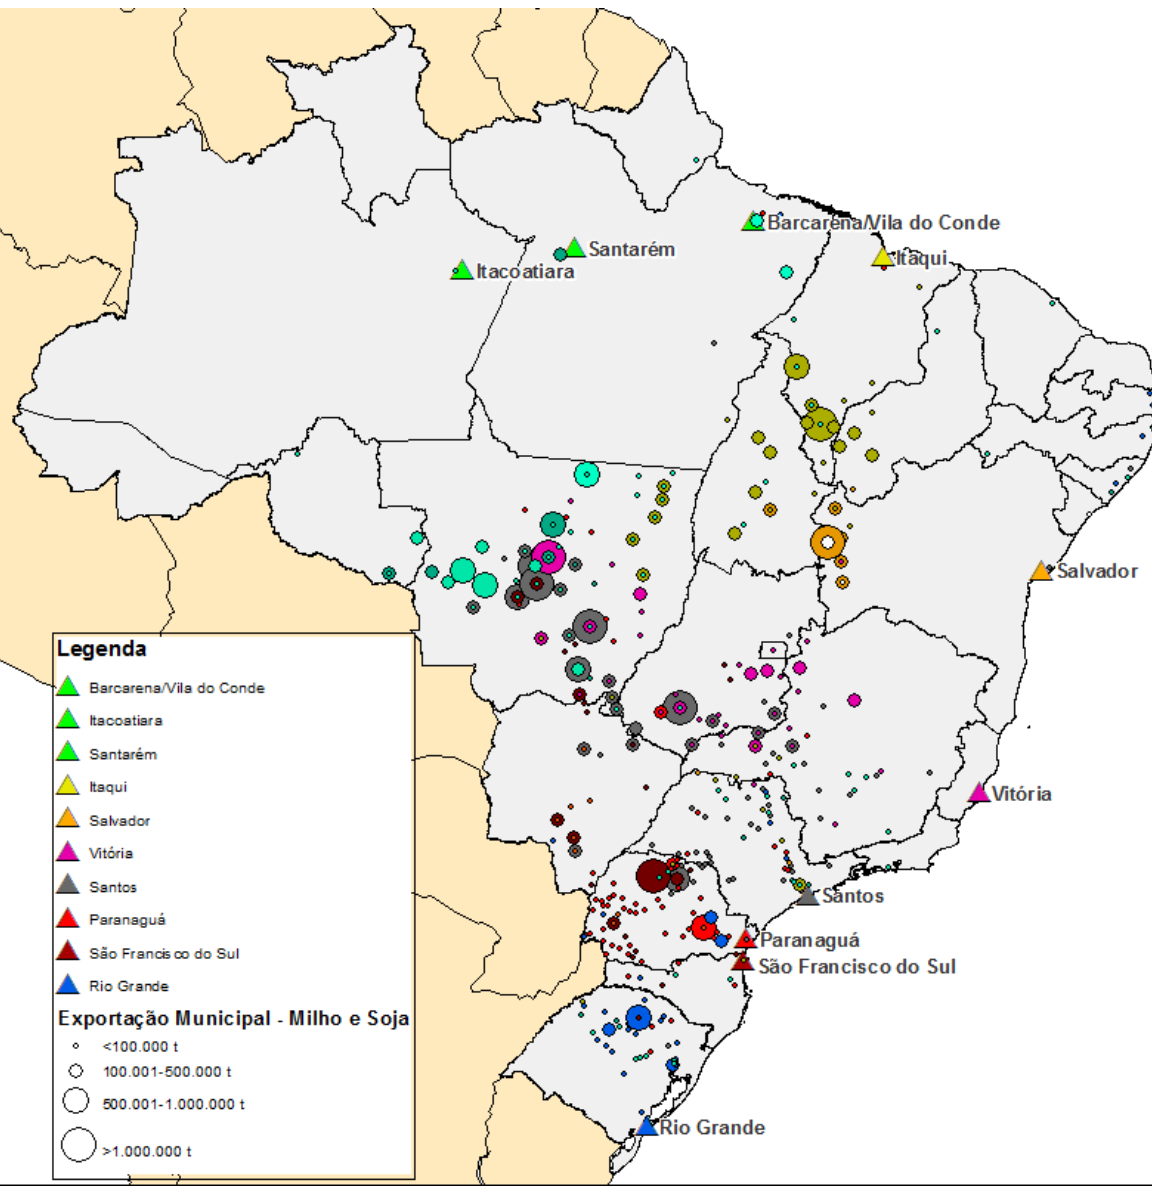 Barcarena/Vila do Conde
Santarém
Itaqui
Itacoatiara
Salvador
Vitória
Santos
Paranaguá
São Francisco do Sul
Rio Grande
Legenda
Barcarena/Vila do Conde
Itacoatiara
Santarém
Itaqui
Salvador
Vitória
Santos
Paranaguá
São Francisco do Sul
Rio Grande
Exportação Municipal - Milho e Soja
<100.000 t
100.001-500.000 t
500.001-1.000.000 t
>1.000.000 t